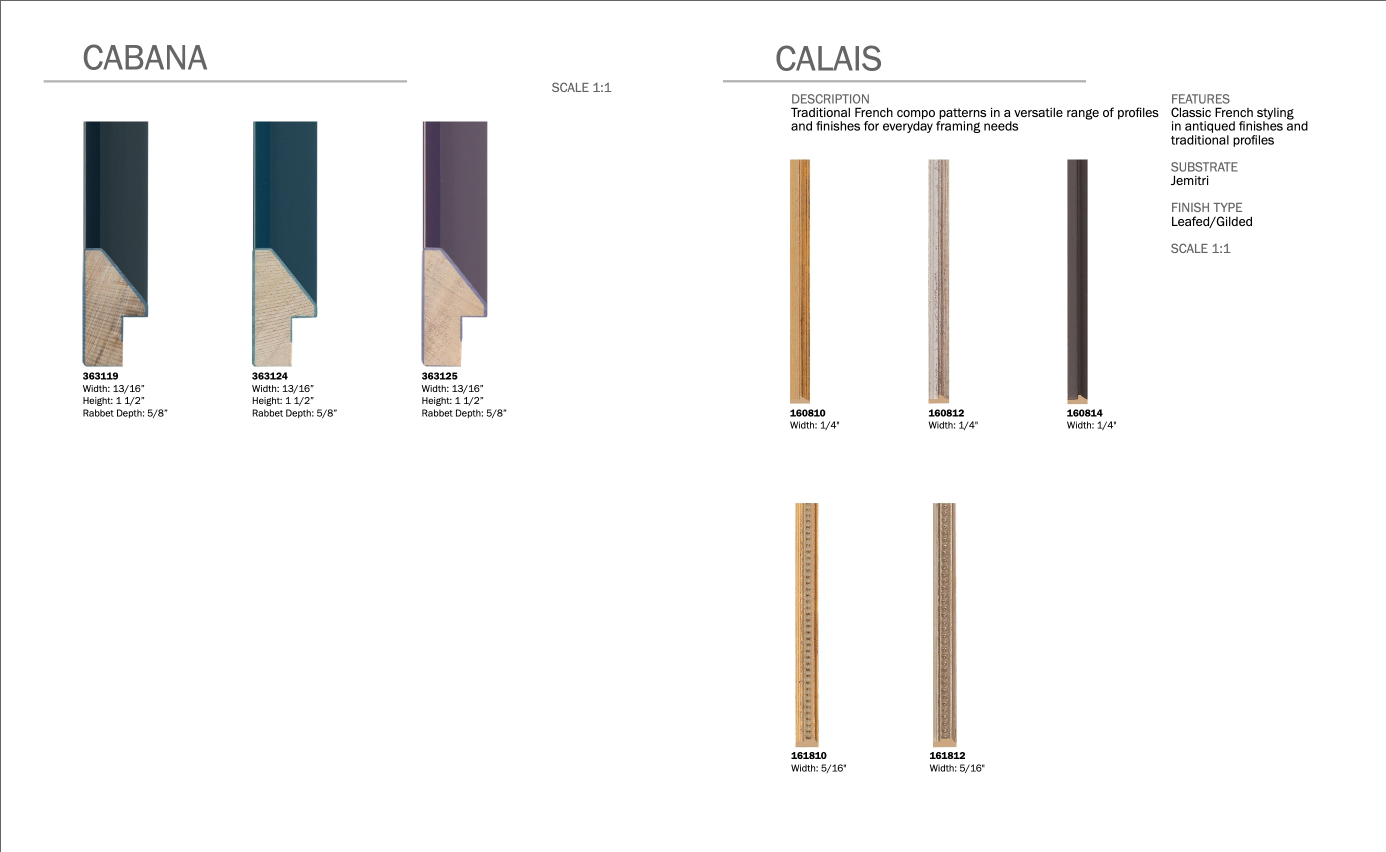 CABANA
SCALE 1:1
363119
Width: 13/16”
Height: 1 1/2”
Rabbet Depth: 5/8”
363124
Width: 13/16”
Height: 1 1/2”
Rabbet Depth: 5/8”
363125
Width: 13/16”
Height: 1 1/2”
Rabbet Depth: 5/8”
CALAIS
DESCRIPTION
Traditional French compo patterns in a versatile range of profiles
and finishes for everyday framing needs
FEATURES
Classic French styling
in antiqued finishes and
traditional profiles
SUBSTRATE
Jemitri
FINISH TYPE
Leafed/Gilded
SCALE 1:1
160810
Width: 1/4"
160812
Width: 1/4"
160814
Width: 1/4"
161810
Width: 5/16"
161812
Width: 5/16"